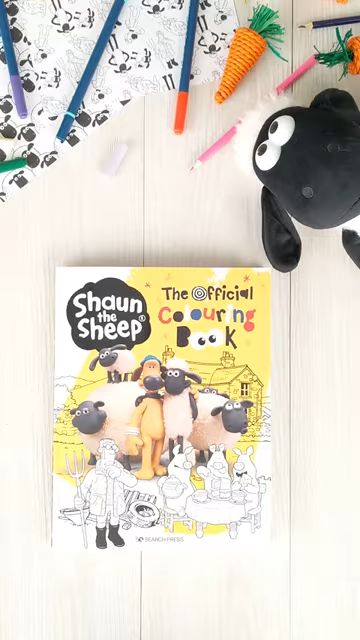 Shaun
the
Sheep®
The Official
Colouring
Book
SEARCH PRESS